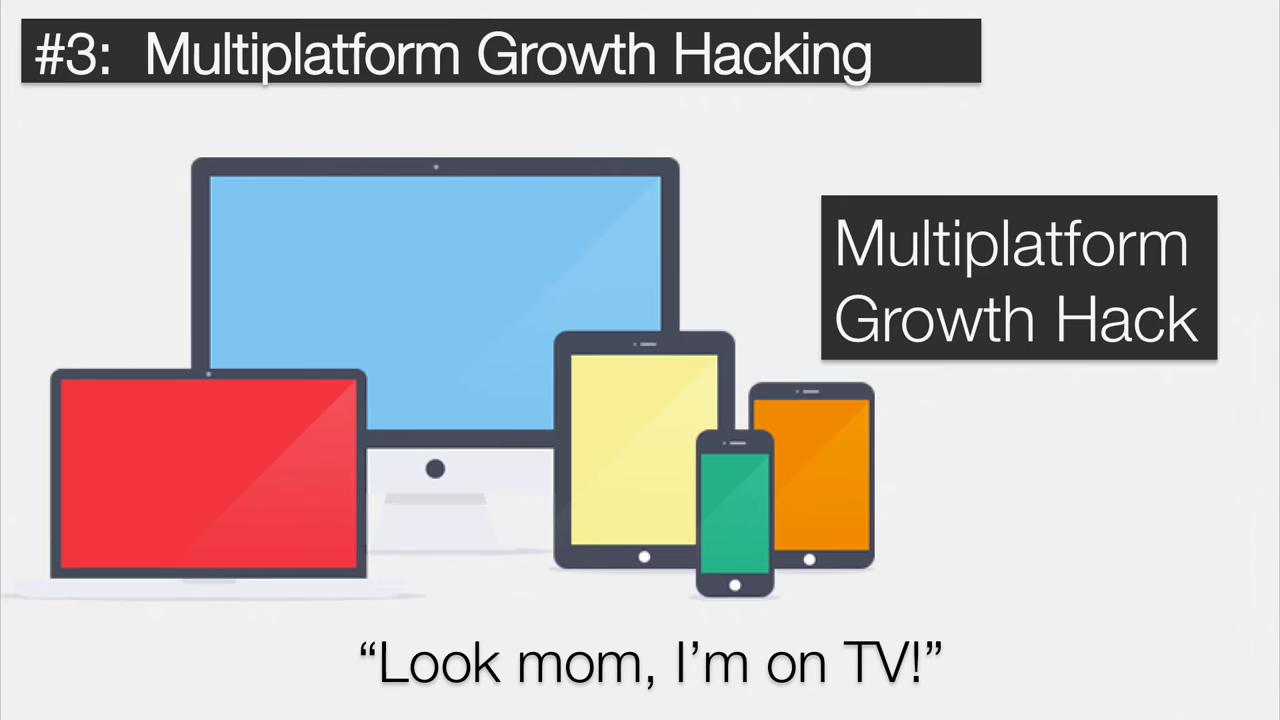 #3: Multiplatform Growth Hacking
Multiplatform
Growth Hack
“Look mom, I’m on TV!”